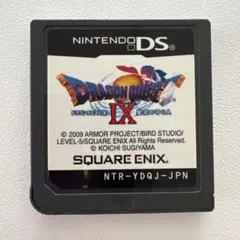 NINTENDO DS
DRAGON QUEST
IX
© 2009 ARMOR PROJECT/BIRD STUDIO/
LEVEL-5/SQUARE ENIX All Rights Reserved.
© KOICHI SUGIYAMA
SQUARE ENIX.
NTR-YDQJ-JPN